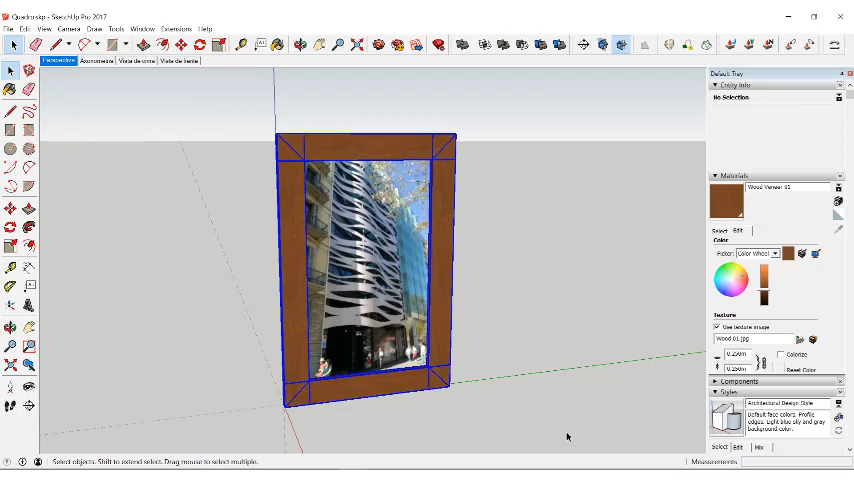 Quadro.skp - SketchUp Pro 2017
File Edit View Camera Draw Tools Window Extensions Help
Perspectiva Axonometria Vista de cima Vista de frente
Default Tray
Entity Info
No Selection
Materials
Wood Veneer 01
Select Edit
Color
Picker: Color Wheel
Texture
Use texture image
Wood 01.jpg
0.250m
Colorize
0.250m
Reset Color
Components
Styles
Architectural Design Style
Default face colors. Profile
edges. Light blue sky and gray
background color.
Select Edit Mix
Select objects. Shift to extend select. Drag mouse to select multiple.
Measurements